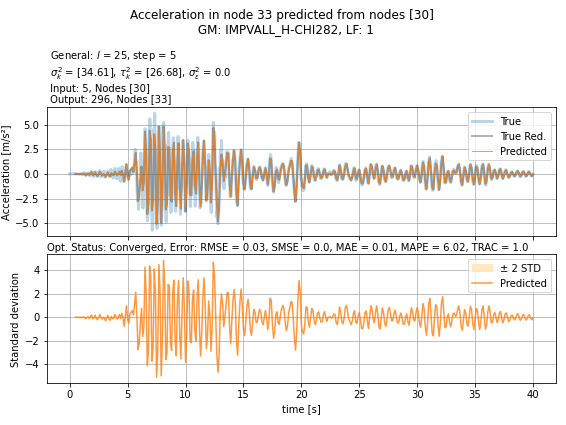 Acceleration in node 33 predicted from nodes [30]
GM: IMPVALL_H-CHI282, LF: 1
General: l = 25, step = 5
σ²ₖ = [34.61], τ²ₖ = [26.68], σ²ₑ = 0.0
Input: 5, Nodes [30]
Output: 296, Nodes [33]
Acceleration [m/s²]
5.0
2.5
0.0
−2.5
−5.0
True
True Red.
Predicted
Opt. Status: Converged, Error: RMSE = 0.03, SMSE = 0.0, MAE = 0.01, MAPE = 6.02, TRAC = 1.0
Standard deviation
4
2
0
−2
−4
± 2 STD
Predicted
0 5 10 15 20 25 30 35 40
time [s]